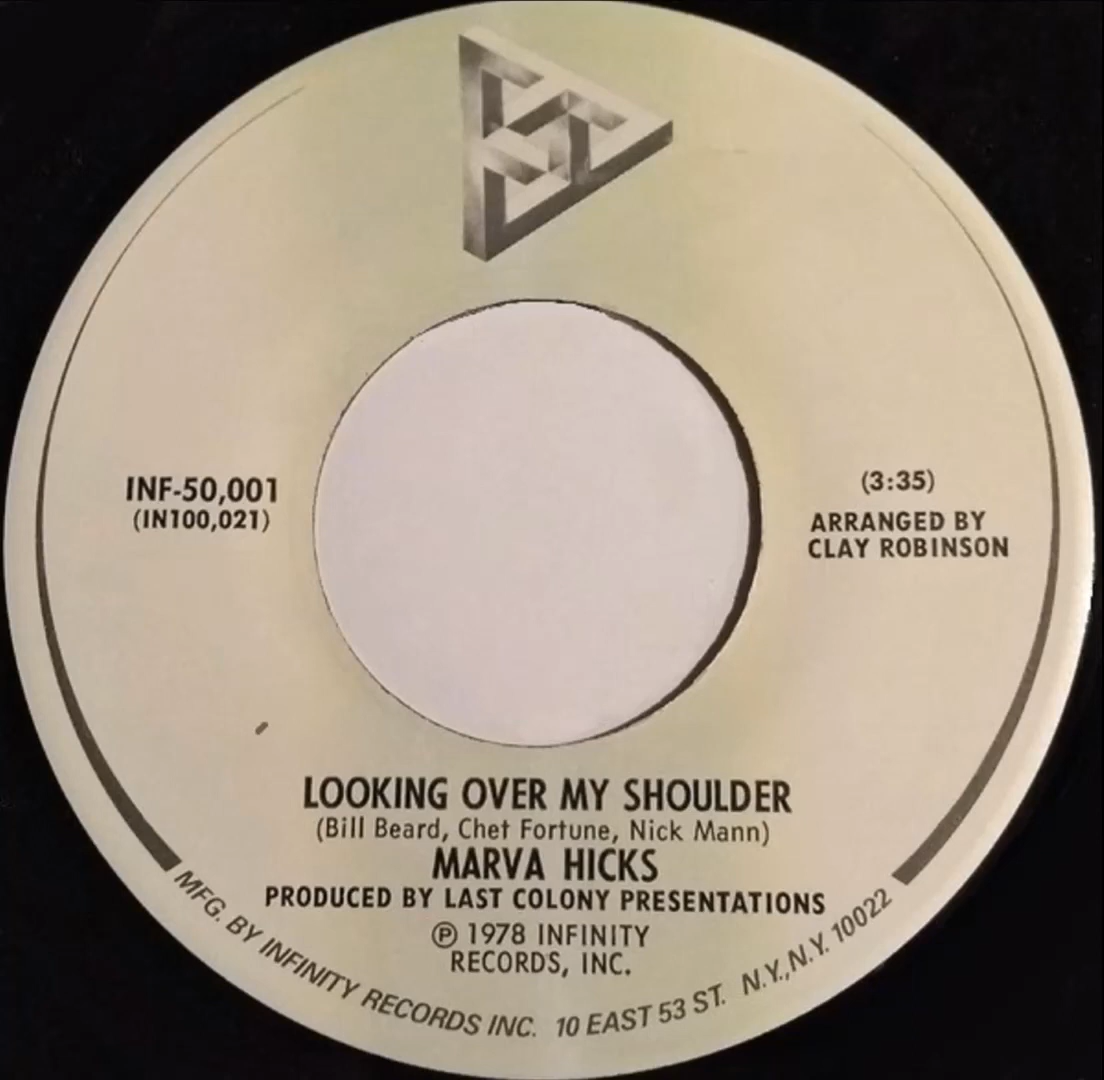 INF-50,001
(IN100,021)
(3:35)
ARRANGED BY
CLAY ROBINSON
LOOKING OVER MY SHOULDER
(Bill Beard, Chet Fortune, Nick Mann)
MARVA HICKS
PRODUCED BY LAST COLONY PRESENTATIONS
℗ 1978 INFINITY
RECORDS, INC.
MFG. BY INFINITY RECORDS INC. 10 EAST 53 ST. N.Y., N.Y. 10022